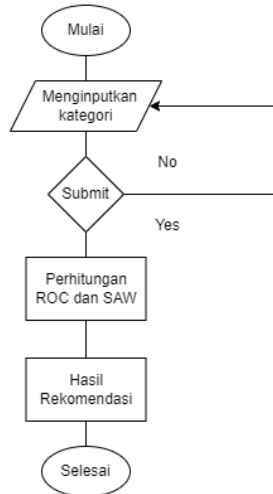 Mulai
Menginputkan
kategori
No
Submit
Yes
Perhitungan
ROC dan SAW
Hasil
Rekomendasi
Selesai